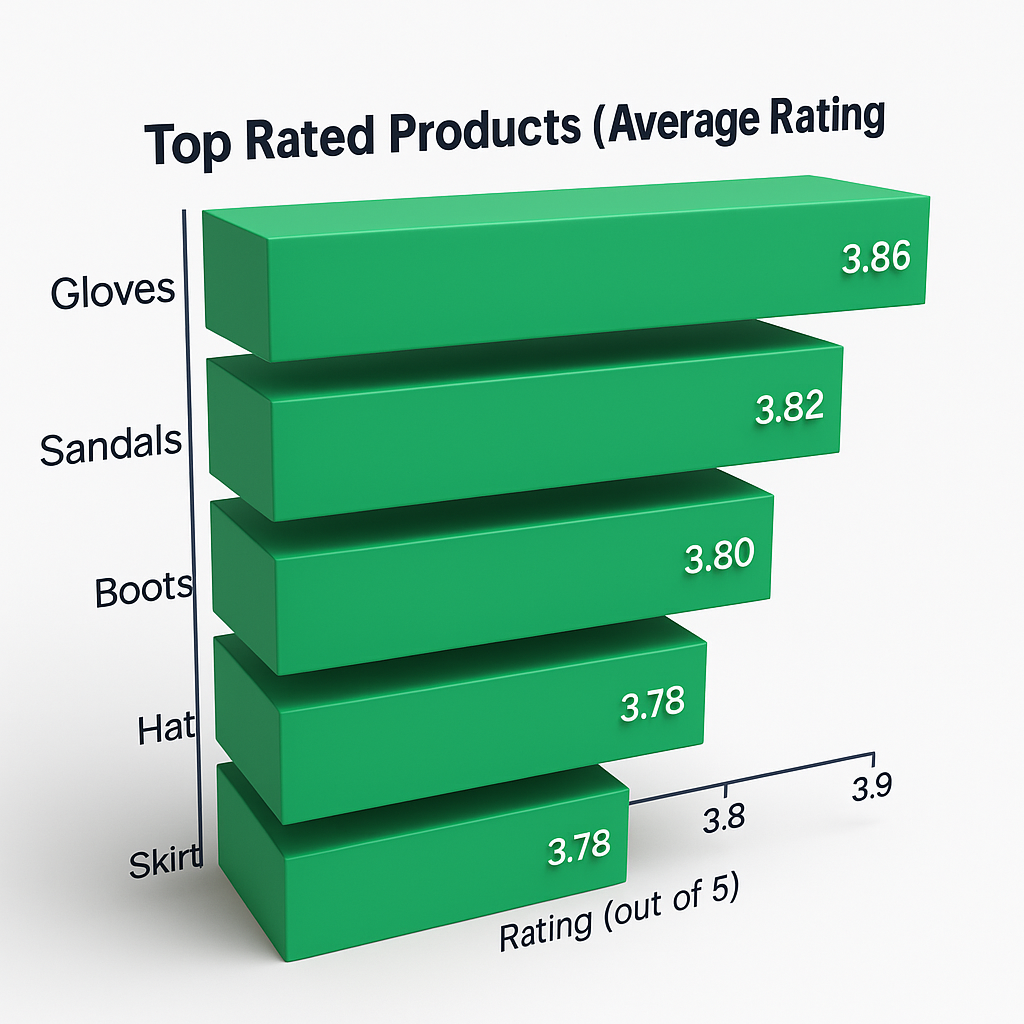 Top Rated Products (Average Rating
Gloves
3.86
Sandals
3.82
Boots
3.80
Hat
3.78
Skirt
3.78
3.8
3.9
Rating (out of 5)